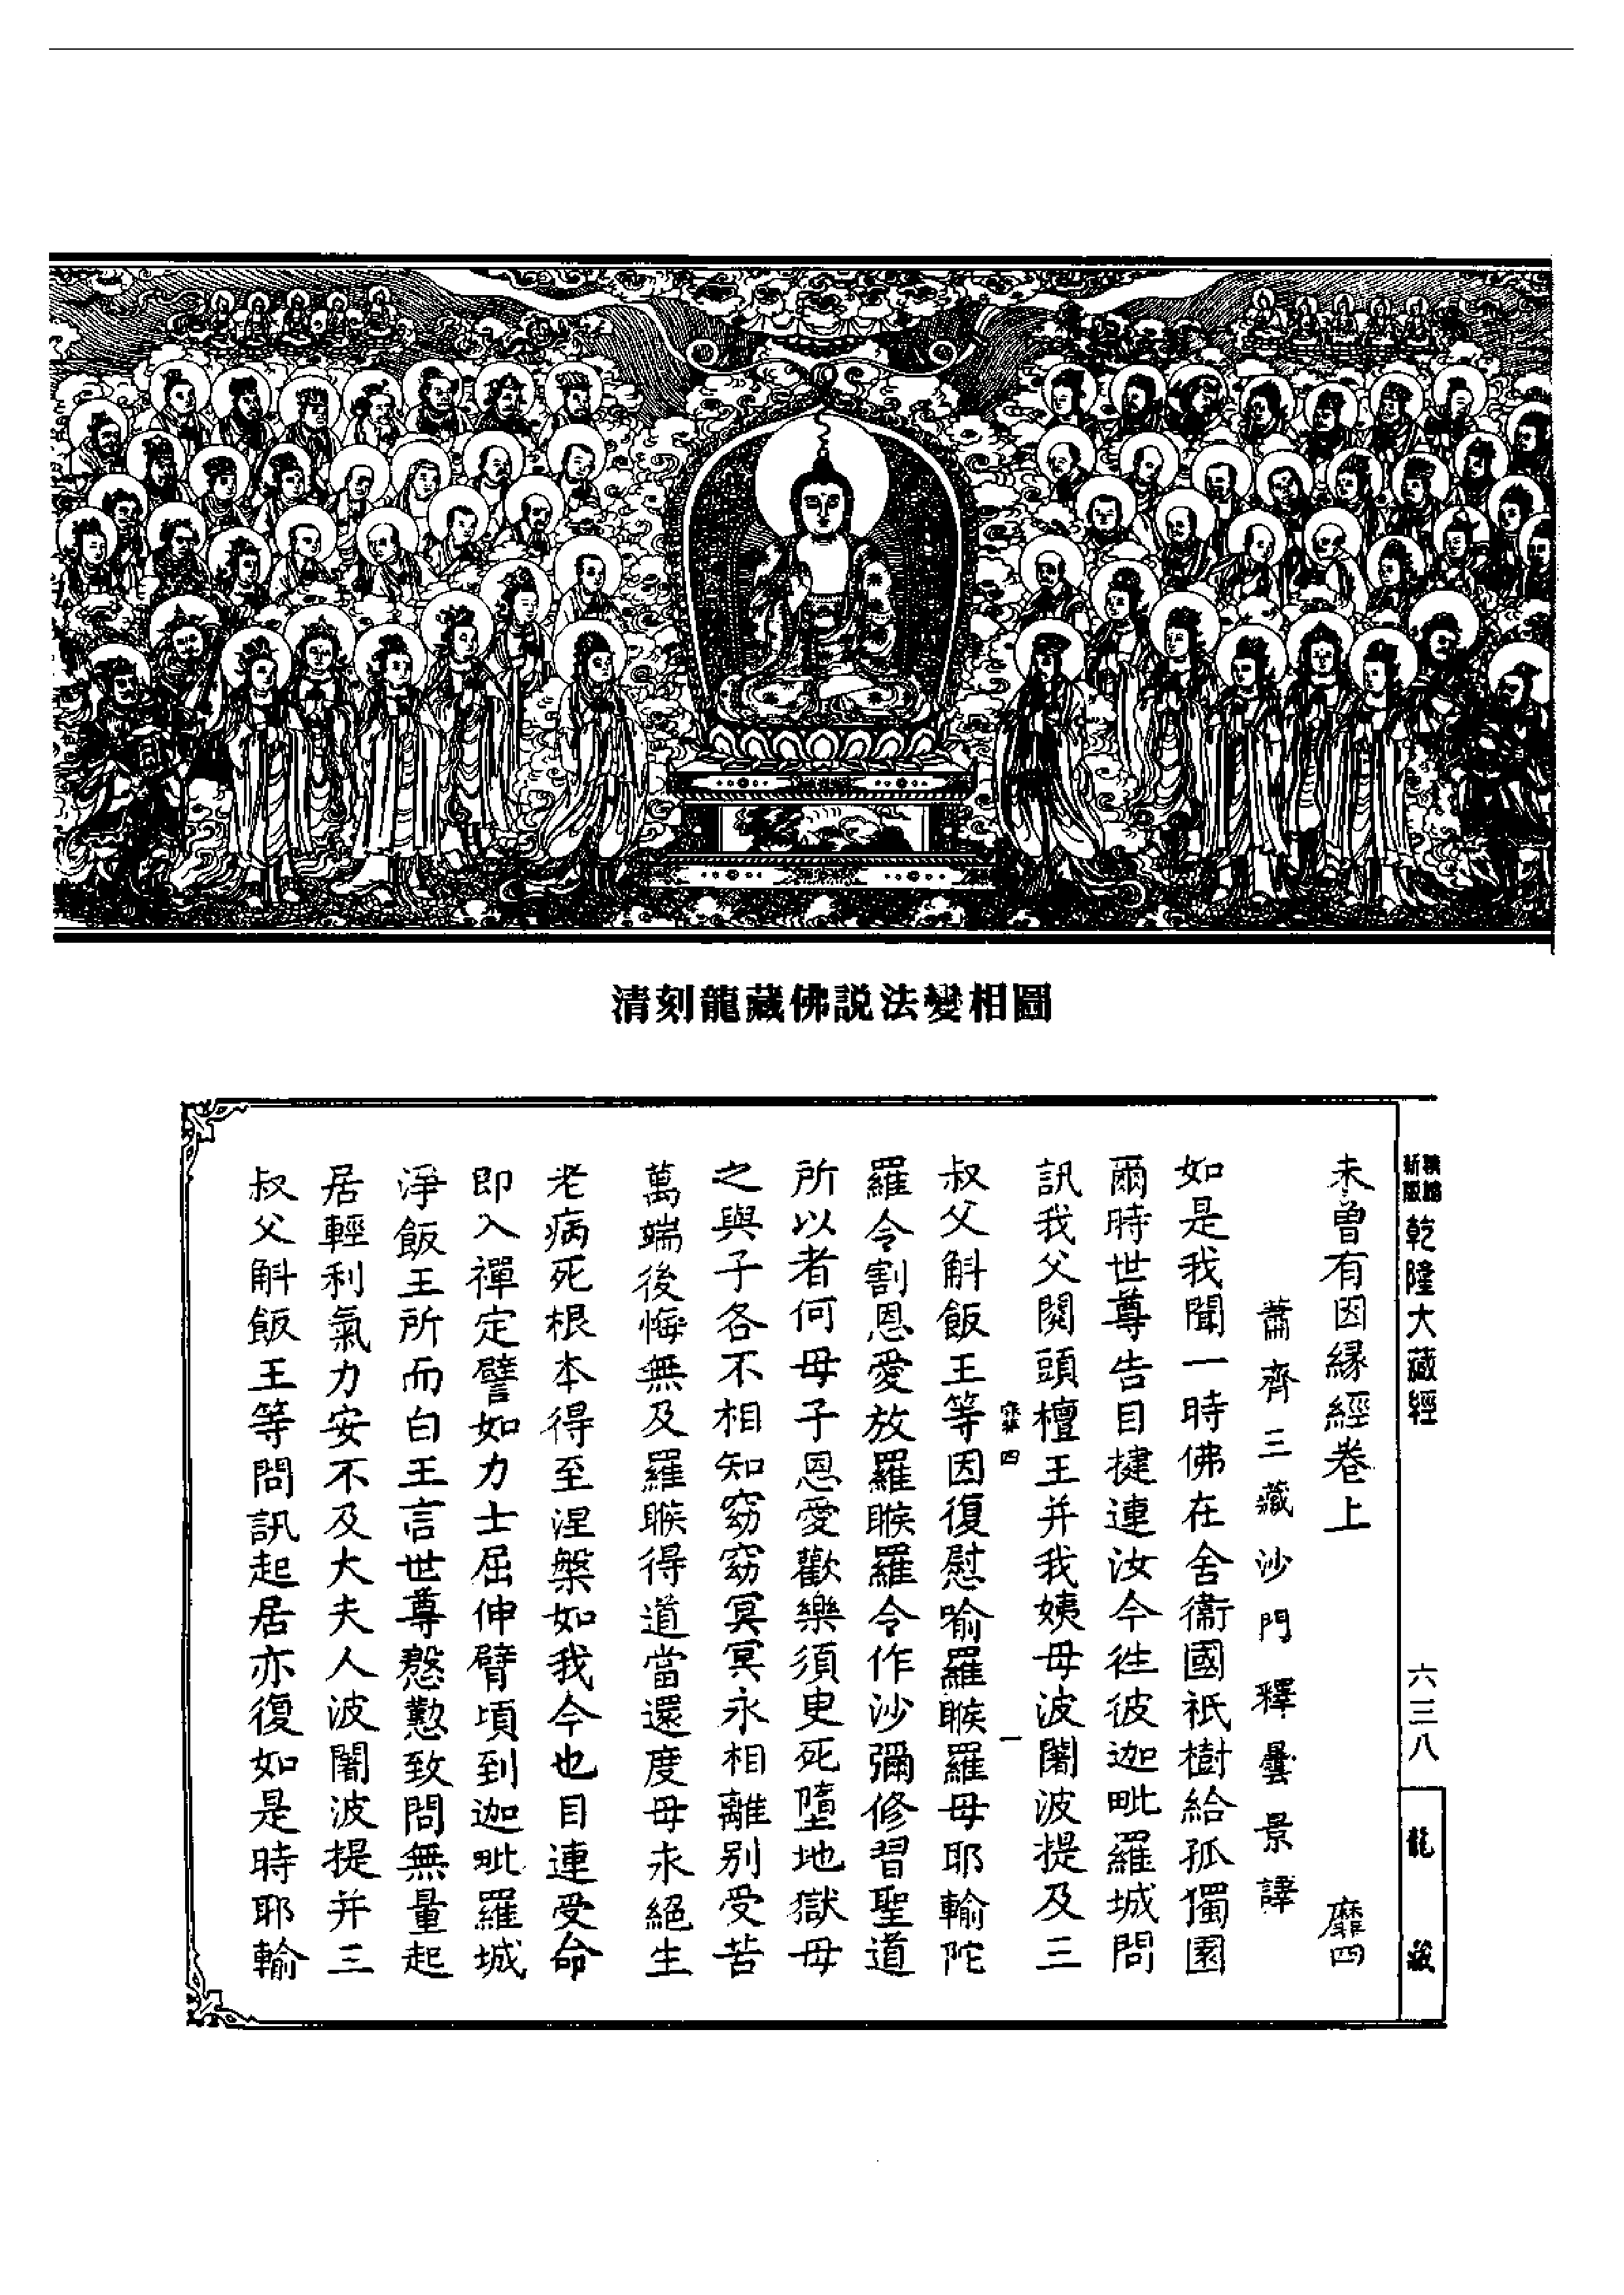 清刻龍藏佛説法變相圖
新版
乾隆大藏經
六三八
龍藏
未曾有因緣經卷上 靡四
蕭齊三藏沙門釋曇景譯
如是我聞一時佛在舍衞國祇樹給孤獨園
爾時世尊告目揵連汝今徃彼迦毗羅城問
訊我父閱頭檀王并我姨母波闍波提及三
四 一
叔父斛飯王等因復慰喻羅睺羅母耶輸陀
羅令割恩愛放羅睺羅令作沙彌修習聖道
所以者何母子恩愛歡樂須臾死墮地獄母
之與子各不相知窈窈冥冥永相離别受苦
萬端後悔無及羅睺得道當還度母永絕生
老病死根本得至涅槃如我今也目連受命
即入禪定譬如力士屈伸臂頃到迦毗羅城
淨飯王所而白王言世尊慇懃致問無量起
居輕利氣力安不及大夫人波闍波提并三
叔父斛飯王等問訊起居亦復如是時耶輸